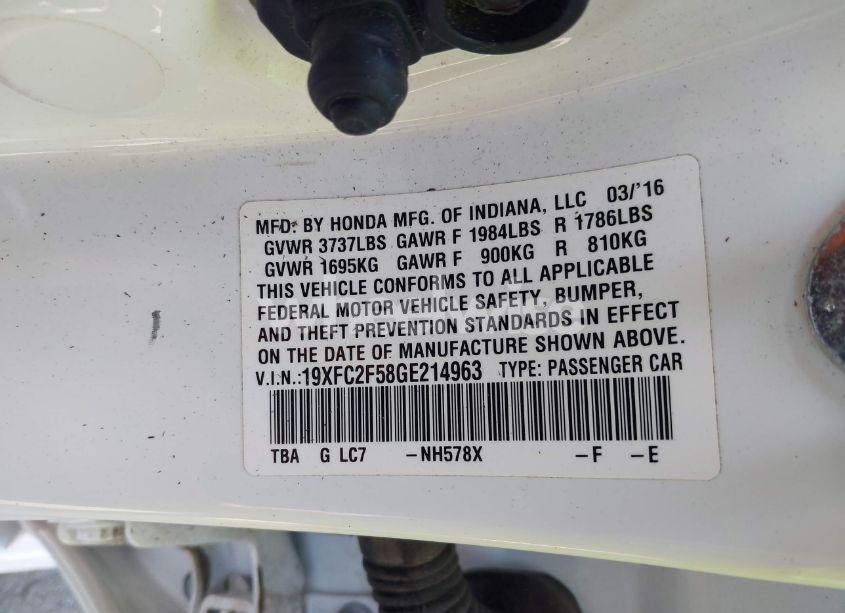 MFD. BY HONDA MFG. OF INDIANA, LLC 03/'16
GVWR 3737LBS GAWR F 1984LBS R 1786LBS
GVWR 1695KG GAWR F 900KG R 810KG
THIS VEHICLE CONFORMS TO ALL APPLICABLE
FEDERAL MOTOR VEHICLE SAFETY, BUMPER,
AND THEFT PREVENTION STANDARDS IN EFFECT
ON THE DATE OF MANUFACTURE SHOWN ABOVE.
V.I.N.:19XFC2F58GE214963 TYPE: PASSENGER CAR
TBA G LC7 -NH578X -F -E